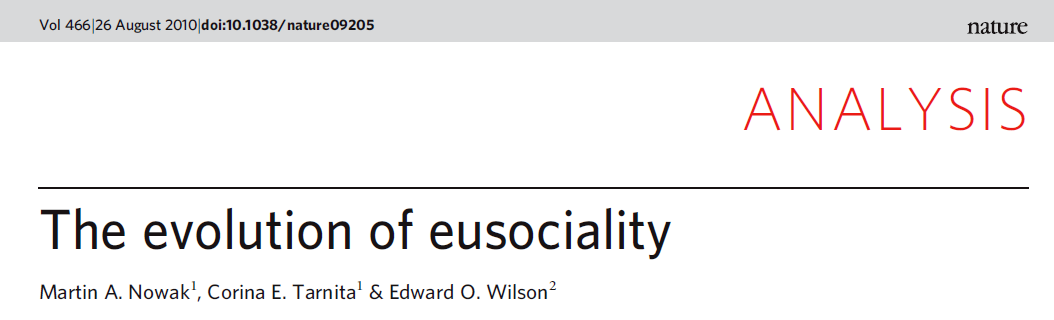 Vol 466|26 August 2010|doi:10.1038/nature09205 nature
ANALYSIS
The evolution of eusociality
Martin A. Nowak¹, Corina E. Tarnita¹ & Edward O. Wilson²